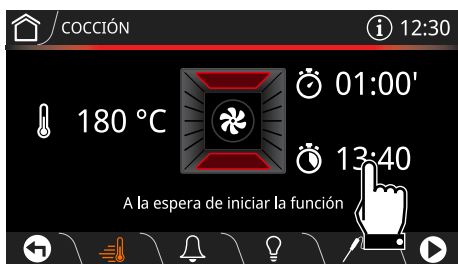 COCCIÓN
i 12:30
01:00'
180 °C
13:40
A la espera de iniciar la función